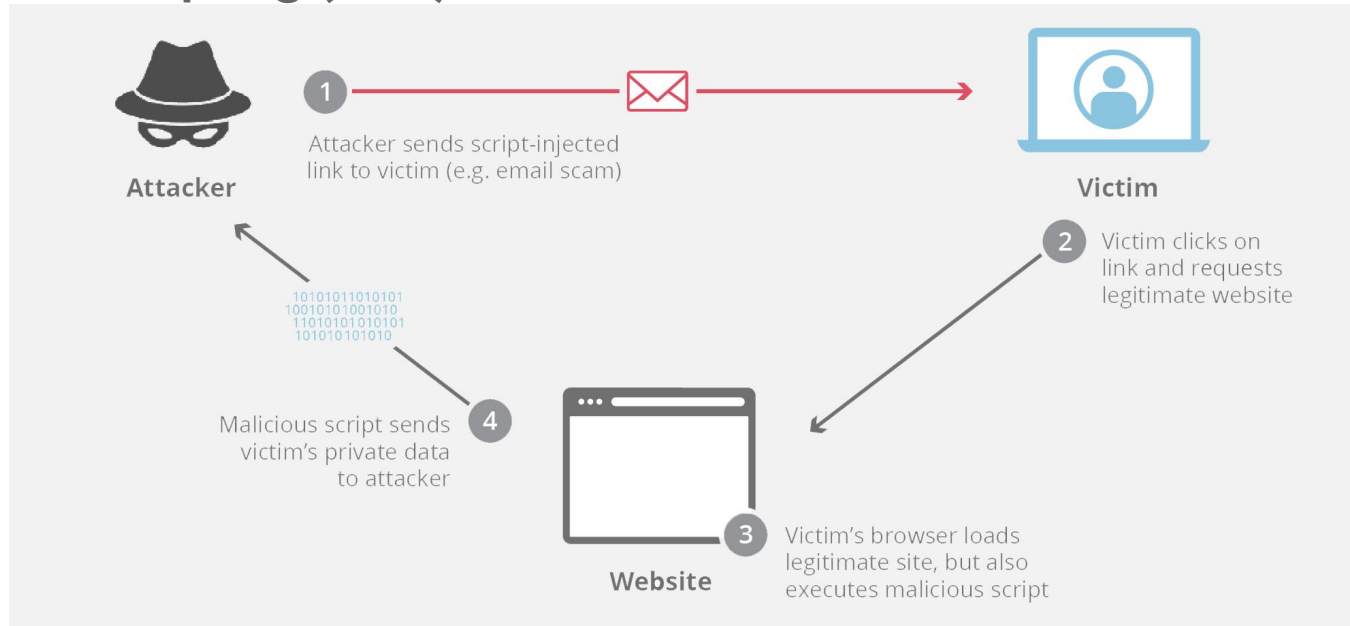 1
Attacker sends script-injected
link to victim (e.g. email scam)
Attacker
Victim
2
Victim clicks on
link and requests
legitimate website
10101011010101
10010101001010
11010101010101
101010101010
4
Malicious script sends
victim's private data
to attacker
3
Victim's browser loads
legitimate site, but also
executes malicious script
Website